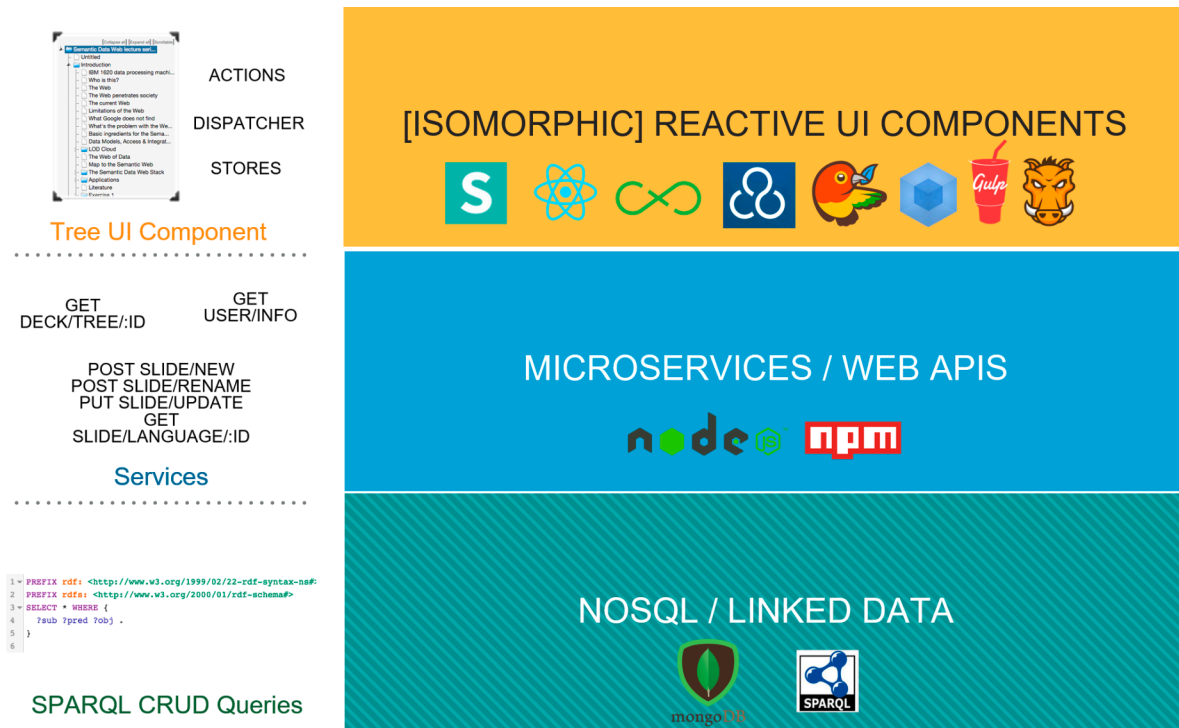 [Collapse all] [Expand all] [Scrollable]
Semantic Data Web lecture seri...
Untitled
Introduction
IBM 1620 data processing machi...
Who is this?
The Web
The Web penetrates society
The current Web
Limitations of the Web
What Google does not find
What's the problem with the We...
Basic ingredients for the Sema...
Data Models, Access & Integrat...
LOD Cloud
The Web of Data
Map to the Semantic Web
The Semantic Data Web Stack
Applications
Literature
Exercise 1
ACTIONS
DISPATCHER
STORES
Tree UI Component
[ISOMORPHIC] REACTIVE UI COMPONENTS
S
Gulp
GET
DECK/TREE/:ID
GET
USER/INFO
POST SLIDE/NEW
POST SLIDE/RENAME
PUT SLIDE/UPDATE
GET
SLIDE/LANGUAGE/:ID
Services
MICROSERVICES / WEB APIS
node JS
npm
1 PREFIX rdf: <http://www.w3.org/1999/02/22-rdf-syntax-ns#>
2 PREFIX rdfs: <http://www.w3.org/2000/01/rdf-schema#>
3 SELECT * WHERE {
4 ?sub ?pred ?obj .
5 }
6
SPARQL CRUD Queries
NOSQL / LINKED DATA
mongoDB
SPARQL